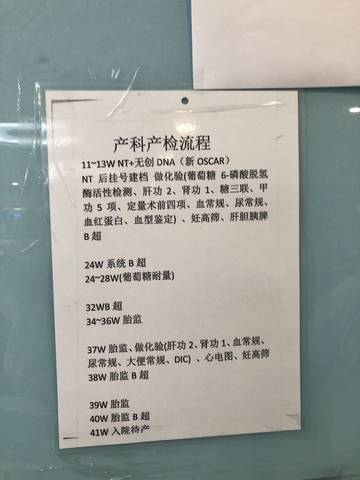 产科产检流程
11~13W NT+无创 DNA（新 OSCAR）
NT 后挂号建档 做化验(葡萄糖 6-磷酸脱氢
酶活性检测、肝功 2、肾功 1、糖三联、甲
功 5 项、定量术前四项、血常规、尿常规、
血红蛋白、血型鉴定）、妊高筛、肝胆胰脾
B 超
24W 系统 B 超
24~28W(葡萄糖耐量)
32WB 超
34~36W 胎监
37W 胎监、做化验(肝功 2、肾功 1、血常规、
尿常规、大便常规、DIC）、心电图、妊高筛
38W 胎监 B 超
39W 胎监
40W 胎监 B 超
41W 入院待产